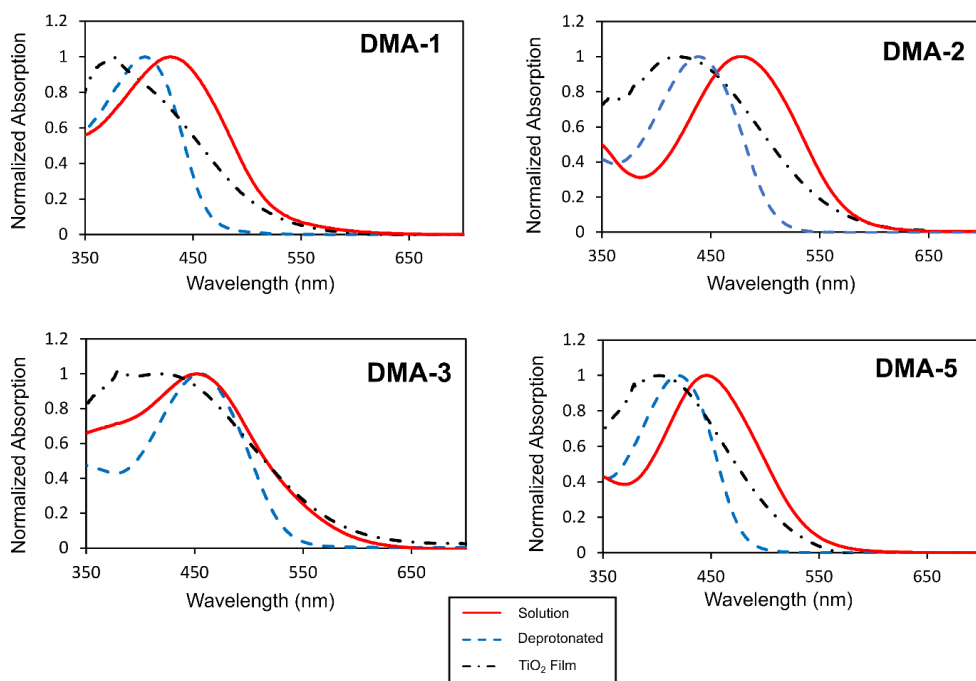 DMA-1
Normalized Absorption
1.2
1
0.8
0.6
0.4
0.2
0
350
450
550
650
Wavelength (nm)
DMA-2
Normalized Absorption
1.2
1
0.8
0.6
0.4
0.2
0
350
450
550
650
Wavelength (nm)
DMA-3
Normalized Absorption
1.2
1
0.8
0.6
0.4
0.2
0
350
450
550
650
Wavelength (nm)
DMA-5
Normalized Absorption
1.2
1
0.8
0.6
0.4
0.2
0
350
450
550
650
Wavelength (nm)
Solution
Deprotonated
TiO₂ Film